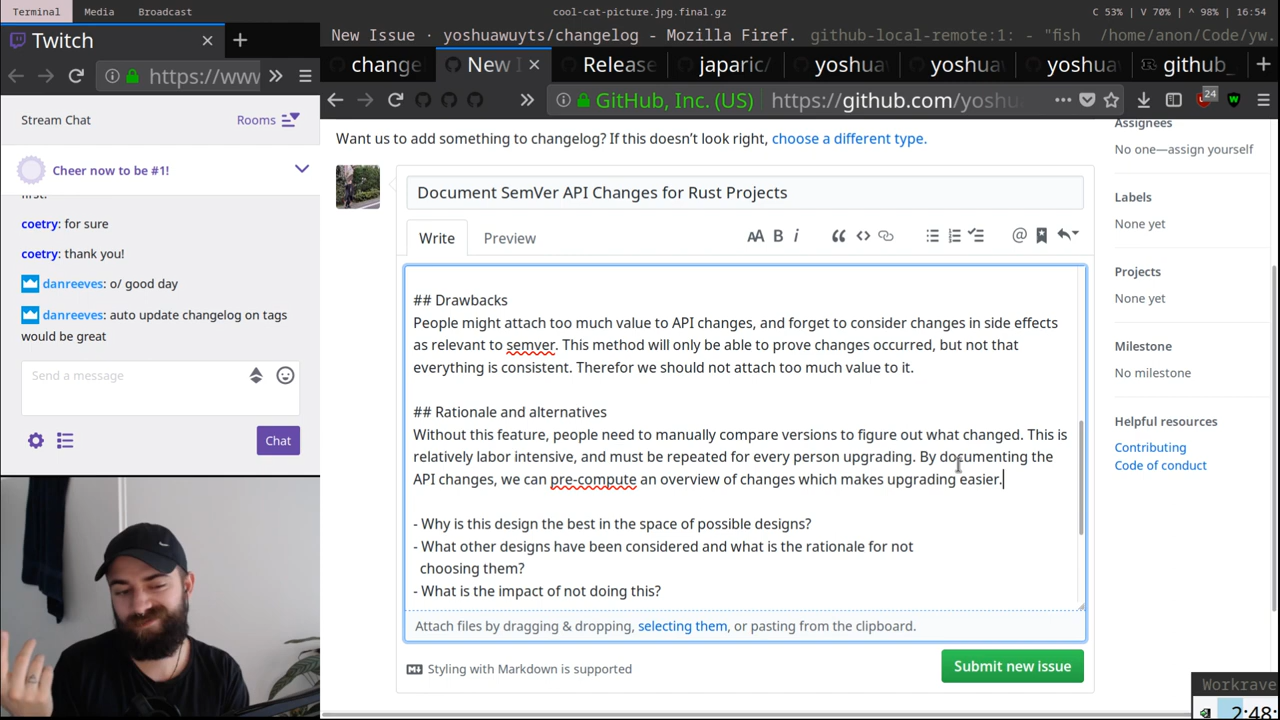 Terminal Media Broadcast
cool-cat-picture.jpg.final.gz
C 53% | V 70% | ^ 98% | 16:54
Twitch
https://www
Stream Chat
Rooms
Cheer now to be #1!
first!
coetry: for sure
coetry: thank you!
danreeves: o/ good day
danreeves: auto update changelog on tags
would be great
Send a message
Chat
New Issue · yoshuawuyts/changelog - Mozilla Firef.
github-local-remote:1: - "fish /home/anon/Code/yw.
change
New I
Release
japaric/
yoshua
yoshua
yoshua
github_
GitHub, Inc. (US)
https://github.com/yoshu
24
Want us to add something to changelog? If this doesn’t look right, choose a different type.
Document SemVer API Changes for Rust Projects
Write
Preview
## Drawbacks
People might attach too much value to API changes, and forget to consider changes in side effects
as relevant to semver. This method will only be able to prove changes occurred, but not that
everything is consistent. Therefor we should not attach too much value to it.
## Rationale and alternatives
Without this feature, people need to manually compare versions to figure out what changed. This is
relatively labor intensive, and must be repeated for every person upgrading. By documenting the
API changes, we can pre-compute an overview of changes which makes upgrading easier.
- Why is this design the best in the space of possible designs?
- What other designs have been considered and what is the rationale for not
choosing them?
- What is the impact of not doing this?
Attach files by dragging & dropping, selecting them, or pasting from the clipboard.
Styling with Markdown is supported
Submit new issue
Assignees
No one—assign yourself
Labels
None yet
Projects
None yet
Milestone
No milestone
Helpful resources
Contributing
Code of conduct
Workrave
2:48: